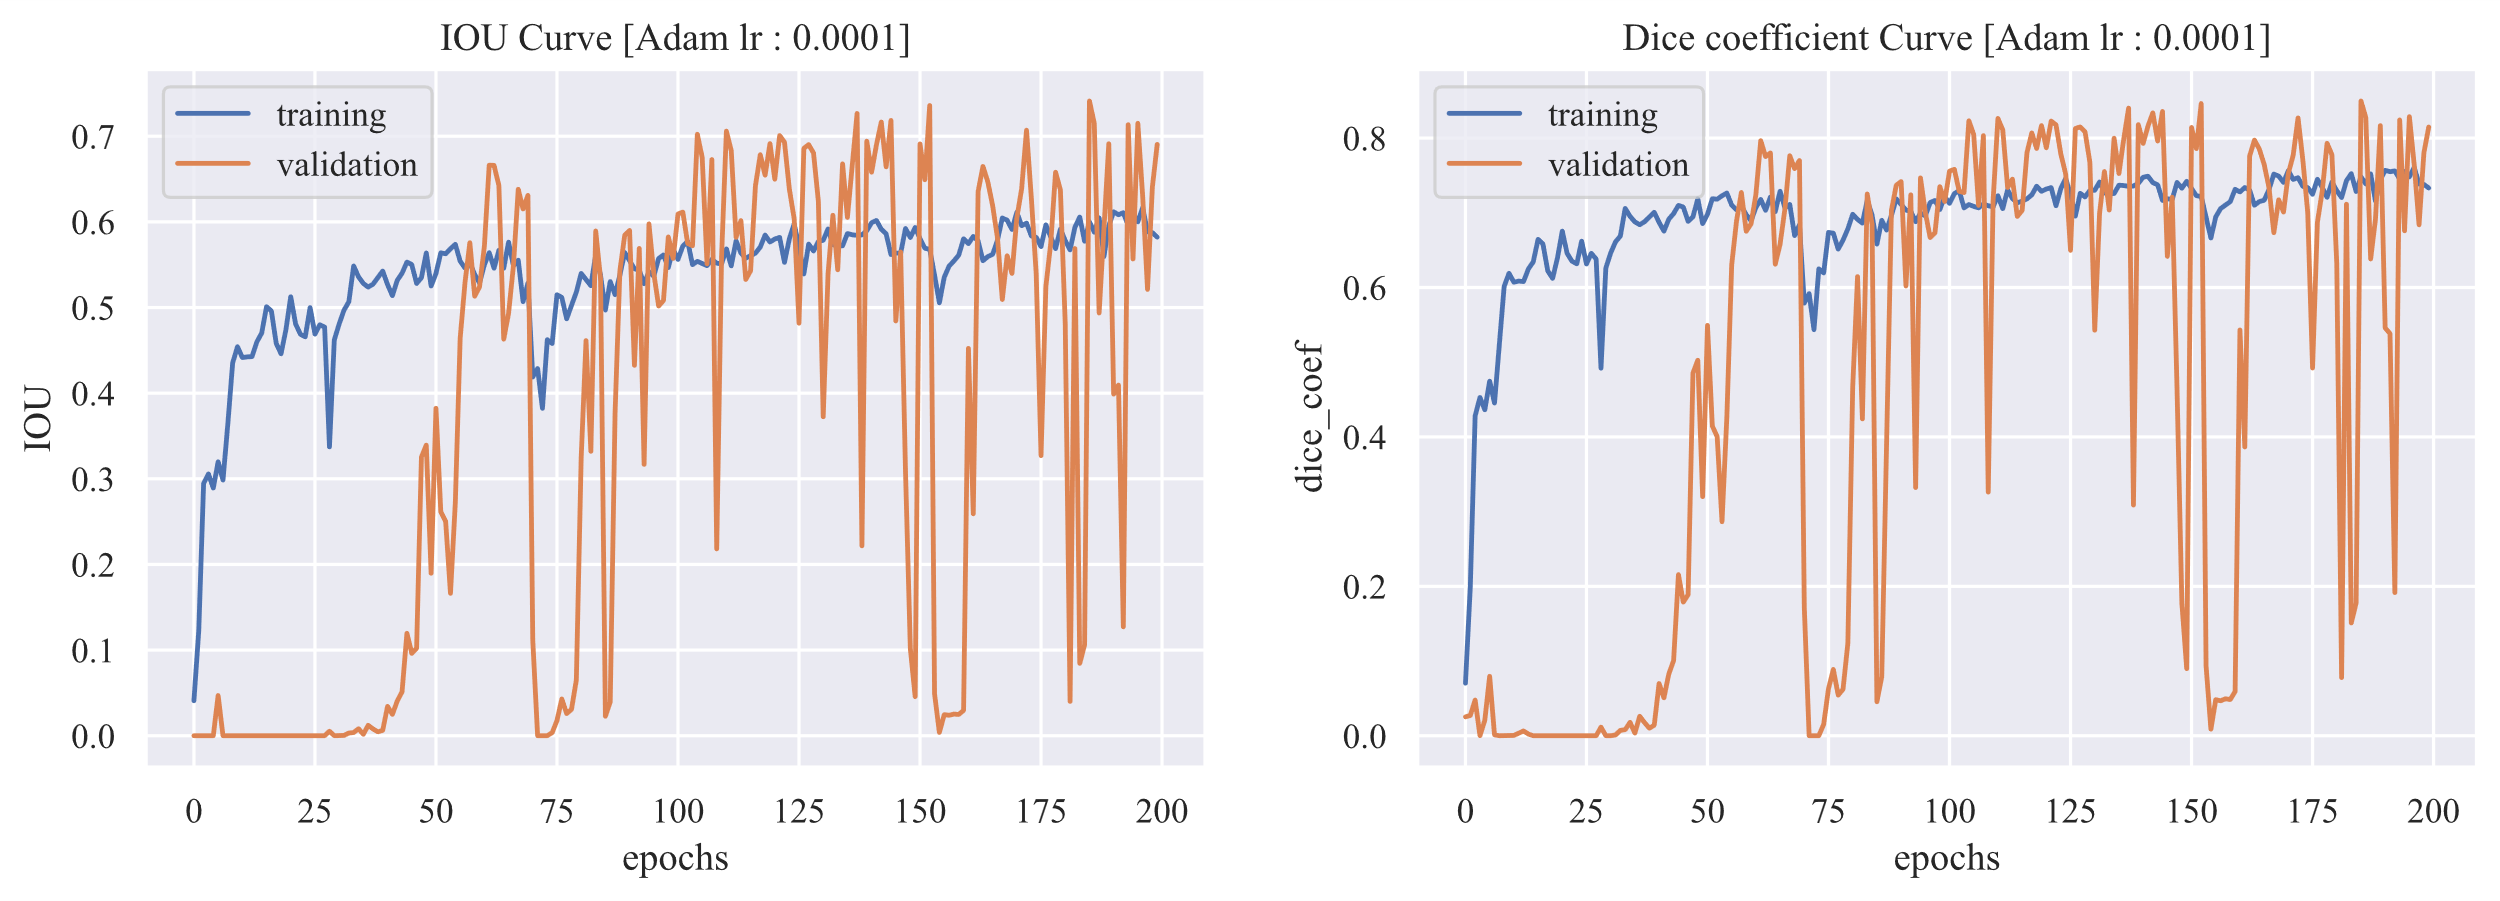 IOU Curve [Adam lr : 0.0001]
training
validation
IOU
0.7
0.6
0.5
0.4
0.3
0.2
0.1
0.0
0 25 50 75 100 125 150 175 200
epochs
Dice coefficient Curve [Adam lr : 0.0001]
training
validation
dice_coef
0.8
0.6
0.4
0.2
0.0
0 25 50 75 100 125 150 175 200
epochs